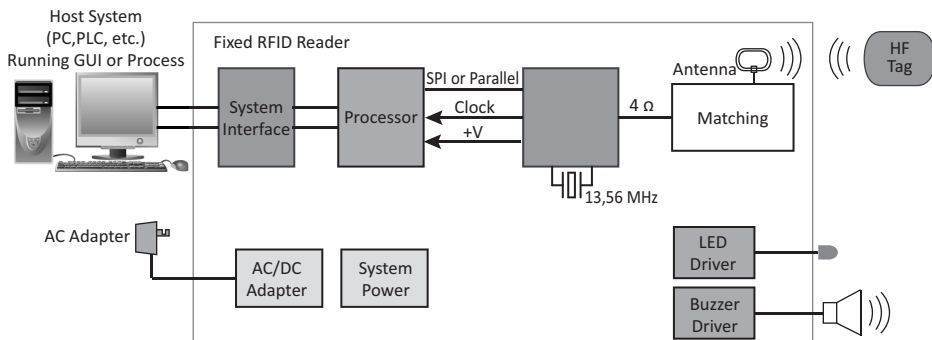 Host System
(PC,PLC, etc.)
Running GUI or Process
Fixed RFID Reader
System
Interface
Processor
SPI or Parallel
Clock
+V
13,56 MHz
4 Ω
Antenna
Matching
HF
Tag
AC Adapter
AC/DC
Adapter
System
Power
LED
Driver
Buzzer
Driver